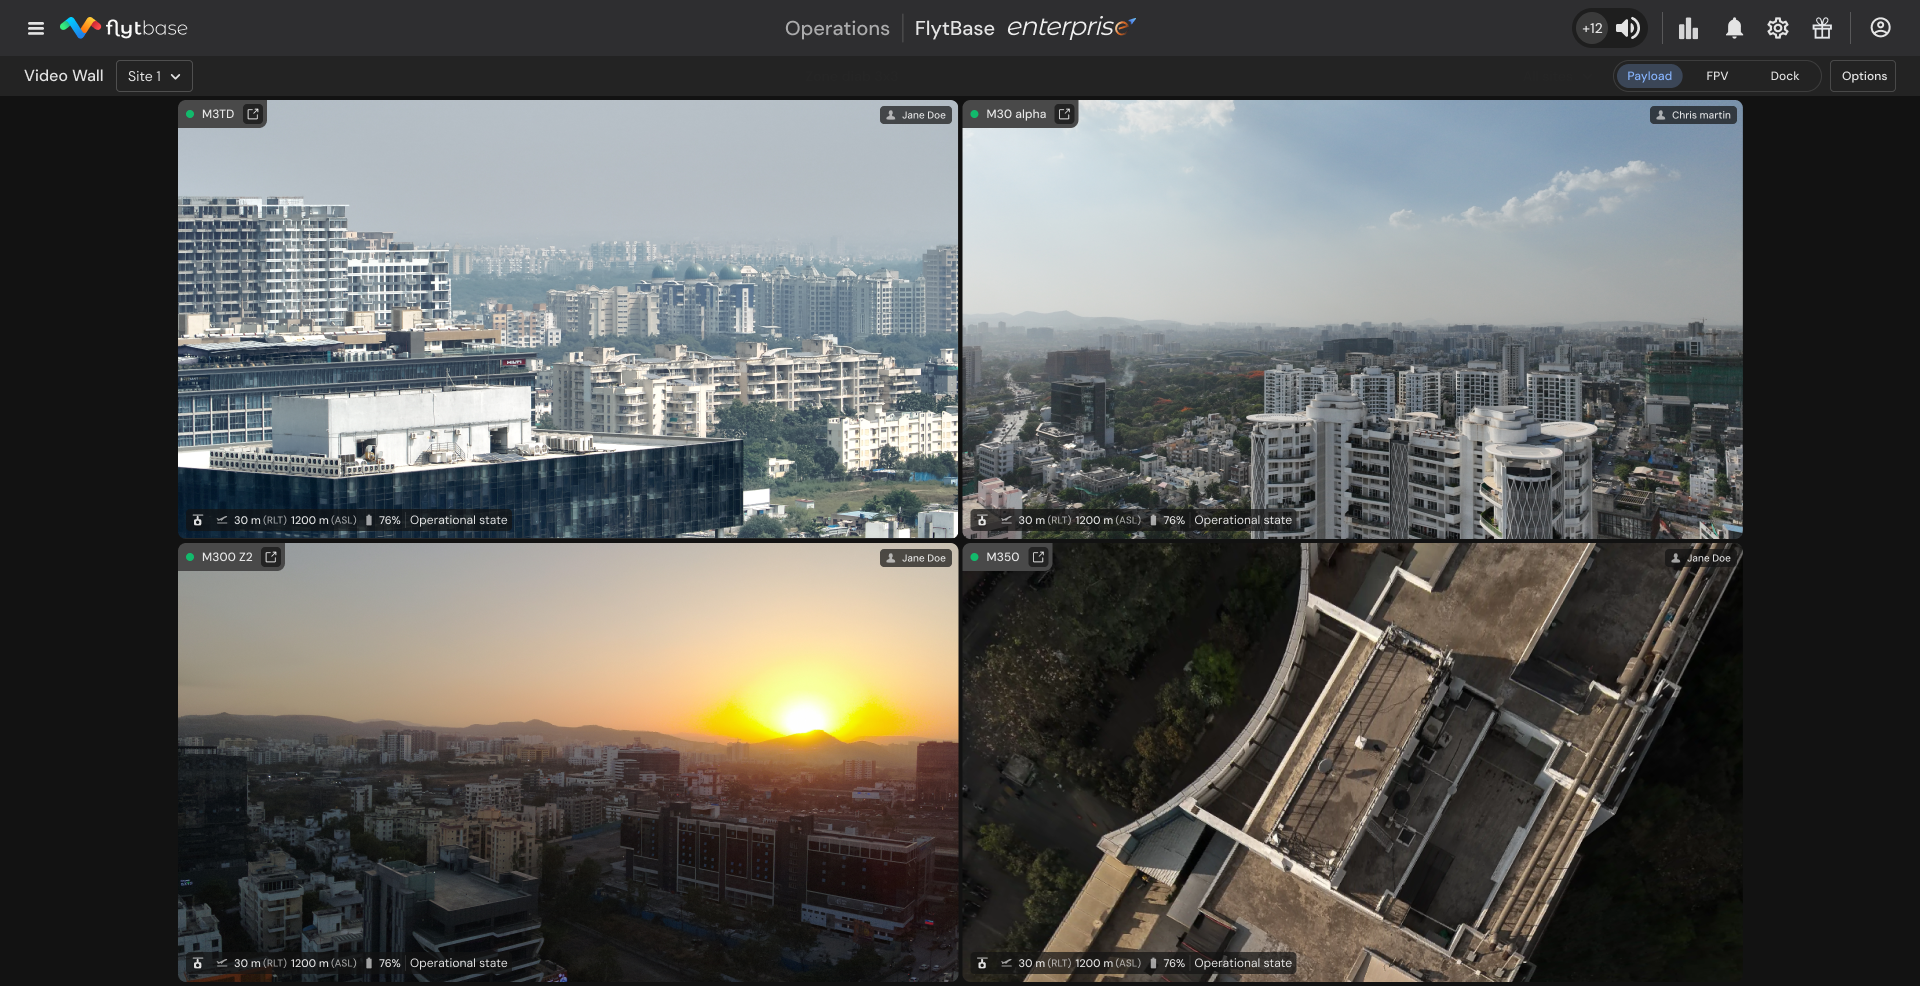 flytbase
Operations FlytBase enterprise
+12
Video Wall Site 1
Payload FPV Dock Options
M3TD Jane Doe
30 m (RLT) 1200 m (ASL) 76% Operational state
M30 alpha Chris martin
30 m (RLT) 1200 m (ASL) 76% Operational state
M300 Z2 Jane Doe
30 m (RLT) 1200 m (ASL) 76% Operational state
M350 Jane Doe
30 m (RLT) 1200 m (ASL) 76% Operational state